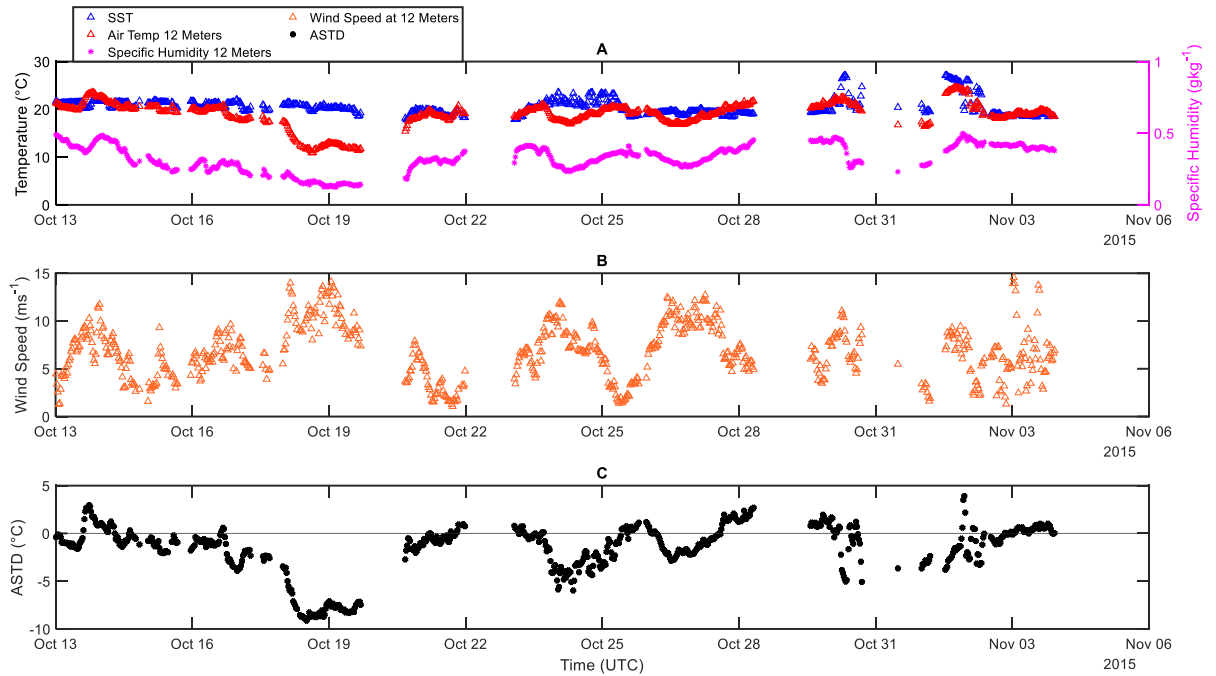 SST
Wind Speed at 12 Meters
Air Temp 12 Meters
ASTD
Specific Humidity 12 Meters
A
Temperature (°C)
30
20
10
0
1
0.5
0
Specific Humidity (gkg⁻¹)
Oct 13 Oct 16 Oct 19 Oct 22 Oct 25 Oct 28 Oct 31 Nov 03 Nov 06
2015
B
Wind Speed (ms⁻¹)
15
10
5
0
Oct 13 Oct 16 Oct 19 Oct 22 Oct 25 Oct 28 Oct 31 Nov 03 Nov 06
2015
C
ASTD (°C)
5
0
-5
-10
Oct 13 Oct 16 Oct 19 Oct 22 Oct 25 Oct 28 Oct 31 Nov 03 Nov 06
Time (UTC)
2015